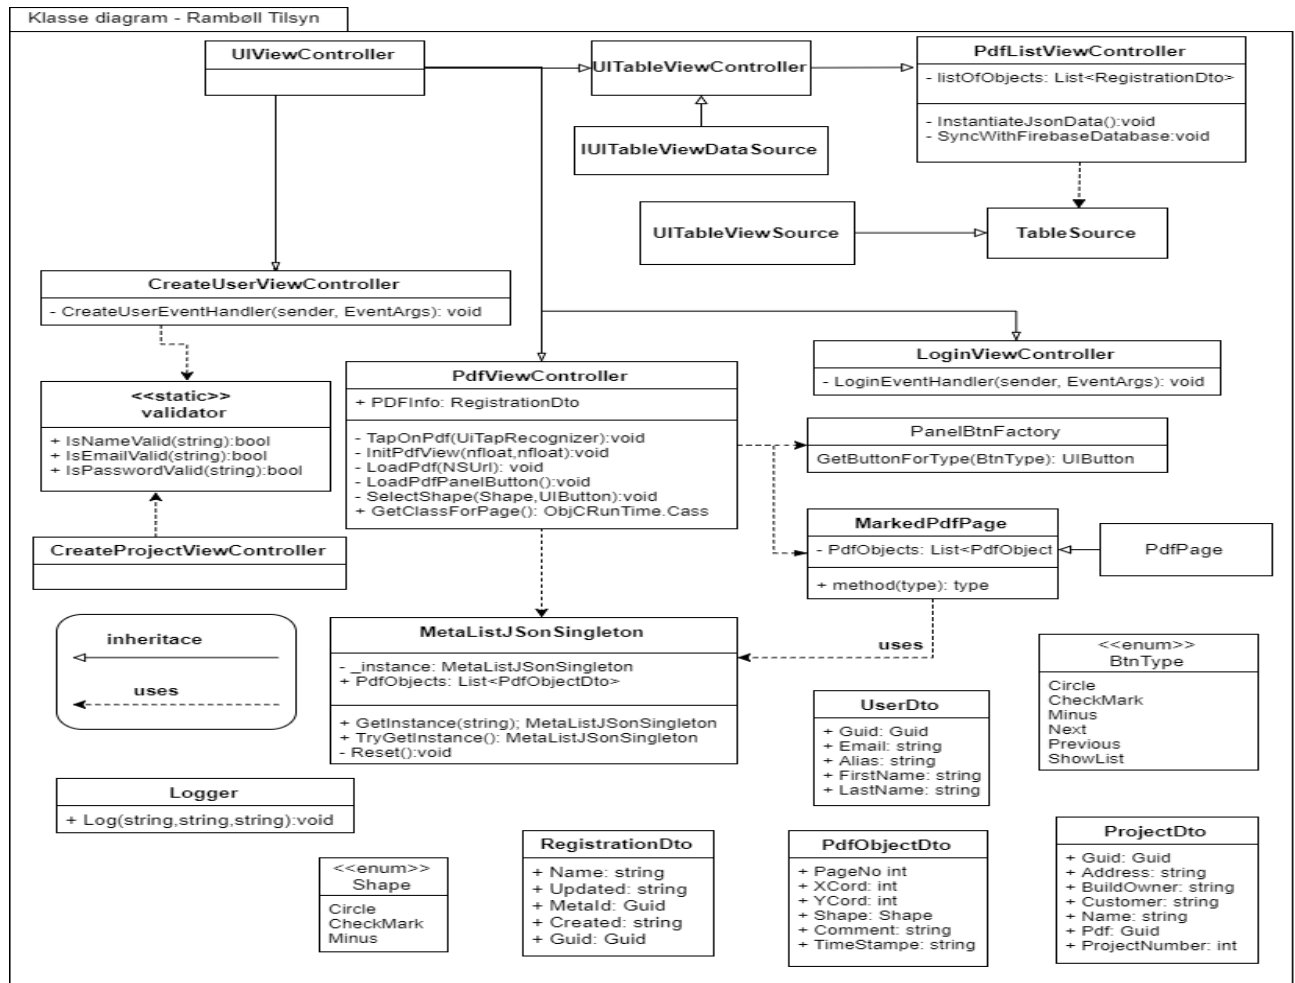 Klasse diagram - Rambøll Tilsyn
UIViewController
UITableViewController
PdfListViewController
- listOfObjects: List<RegistrationDto>
- InstantiateJsonData():void
- SyncWithFirebaseDatabase:void
IUITableViewDataSource
UITableViewSource
TableSource
CreateUserViewController
- CreateUserEventHandler(sender, EventArgs): void
LoginViewController
- LoginEventHandler(sender, EventArgs): void
<<static>>
validator
+ IsNameValid(string):bool
+ IsEmailValid(string):bool
+ IsPasswordValid(string):bool
PdfViewController
+ PDFInfo: RegistrationDto
- TapOnPdf(UiTapRecognizer):void
- InitPdfView(nfloat,nfloat):void
- LoadPdf(NSUrl): void
- LoadPdfPanelButton():void
- SelectShape(Shape,UIButton):void
+ GetClassForPage(): ObjCRunTime.Cass
PanelBtnFactory
GetButtonForType(BtnType): UIButton
CreateProjectViewController
MarkedPdfPage
- PdfObjects: List<PdfObject
+ method(type): type
PdfPage
inheritace
uses
MetaListJSonSingleton
- _instance: MetaListJSonSingleton
+ PdfObjects: List<PdfObjectDto>
+ GetInstance(string); MetaListJSonSingleton
+ TryGetInstance(): MetaListJSonSingleton
- Reset():void
uses
<<enum>>
BtnType
Circle
CheckMark
Minus
Next
Previous
ShowList
UserDto
+ Guid: Guid
+ Email: string
+ Alias: string
+ FirstName: string
+ LastName: string
Logger
+ Log(string,string,string):void
<<enum>>
Shape
Circle
CheckMark
Minus
RegistrationDto
+ Name: string
+ Updated: string
+ MetaId: Guid
+ Created: string
+ Guid: Guid
PdfObjectDto
+ PageNo int
+ XCord: int
+ YCord: int
+ Shape: Shape
+ Comment: string
+ TimeStampe: string
ProjectDto
+ Guid: Guid
+ Address: string
+ BuildOwner: string
+ Customer: string
+ Name: string
+ Pdf: Guid
+ ProjectNumber: int